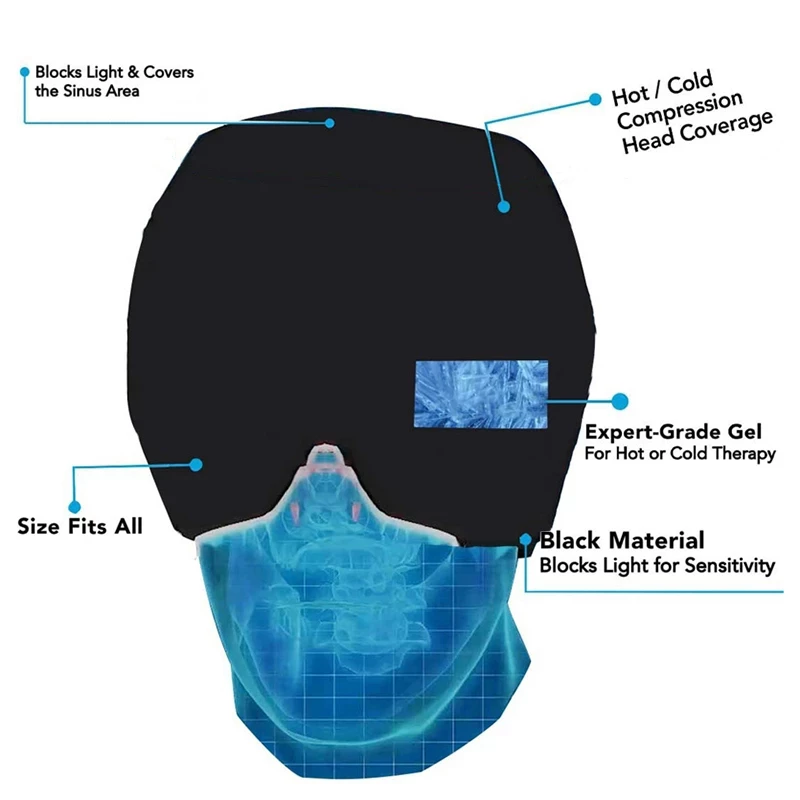 Blocks Light & Covers
the Sinus Area
Hot / Cold
Compression
Head Coverage
Expert-Grade Gel
For Hot or Cold Therapy
Size Fits All
Black Material
Blocks Light for Sensitivity